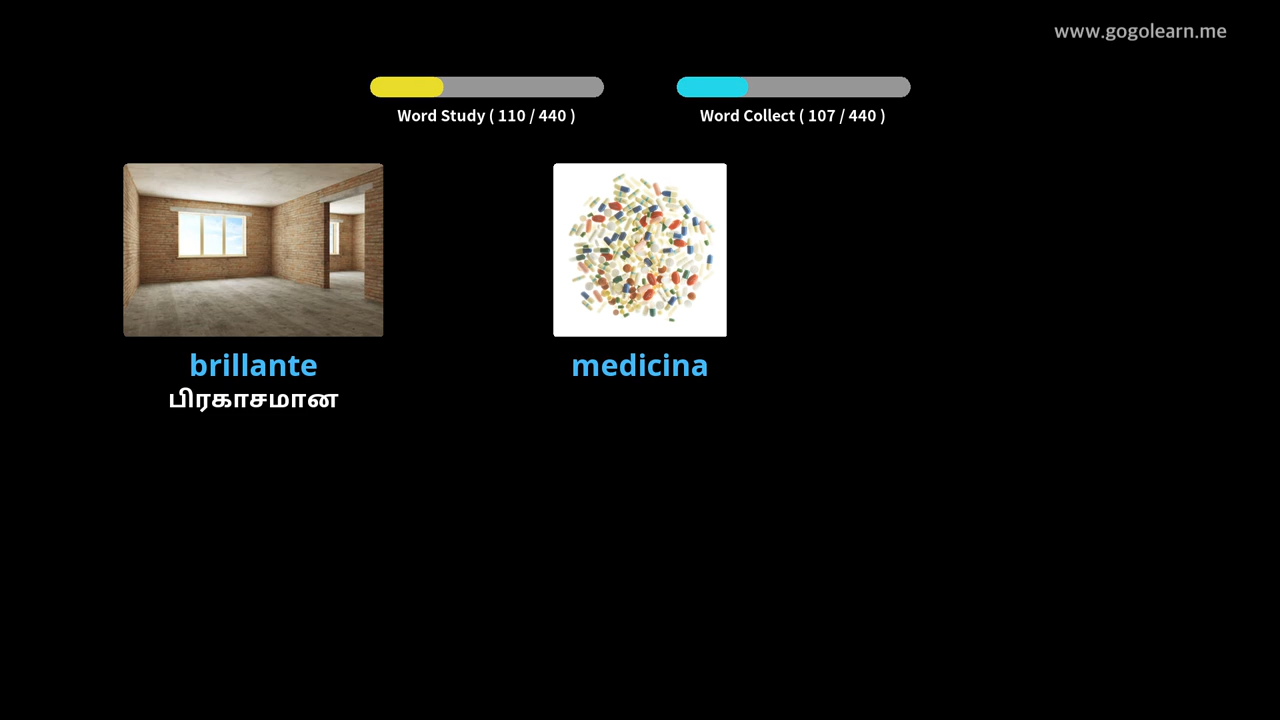 www.gogolearn.me
Word Study ( 110 / 440 )
Word Collect ( 107 / 440 )
brillante
பிரகாசமான
medicina